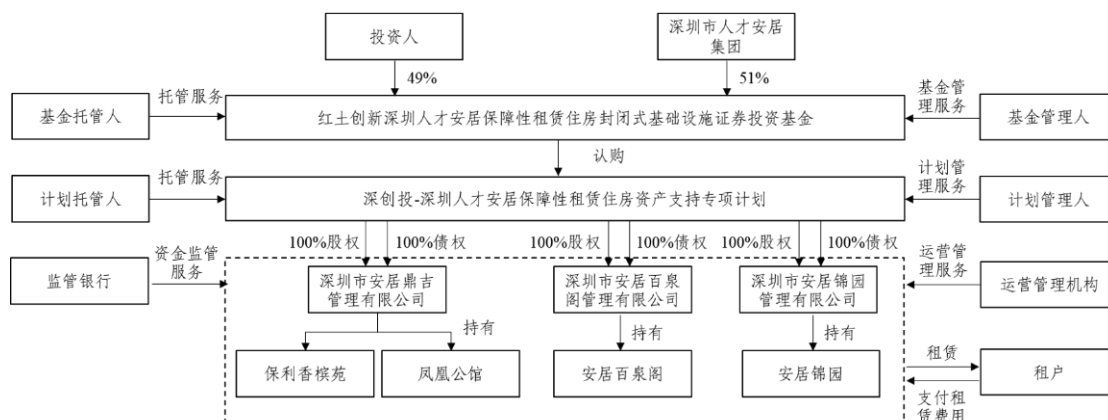 投资人
深圳市人才安居
集团
49%
51%
基金托管人
托管服务
红土创新深圳人才安居保障性租赁住房封闭式基础设施证券投资基金
基金管
理服务
基金管理人
认购
计划托管人
托管服务
深创投-深圳人才安居保障性租赁住房资产支持专项计划
计划管
理服务
计划管理人
100%股权
100%债权
100%股权
100%债权
100%股权
100%债权
监管银行
资金监管
服务
深圳市安居鼎吉
管理有限公司
深圳市安居百泉
阁管理有限公司
深圳市安居锦园
管理有限公司
运营管
理服务
运营管理机构
持有
持有
持有
保利香槟苑
凤凰公馆
安居百泉阁
安居锦园
租赁
租户
支付租
赁费用